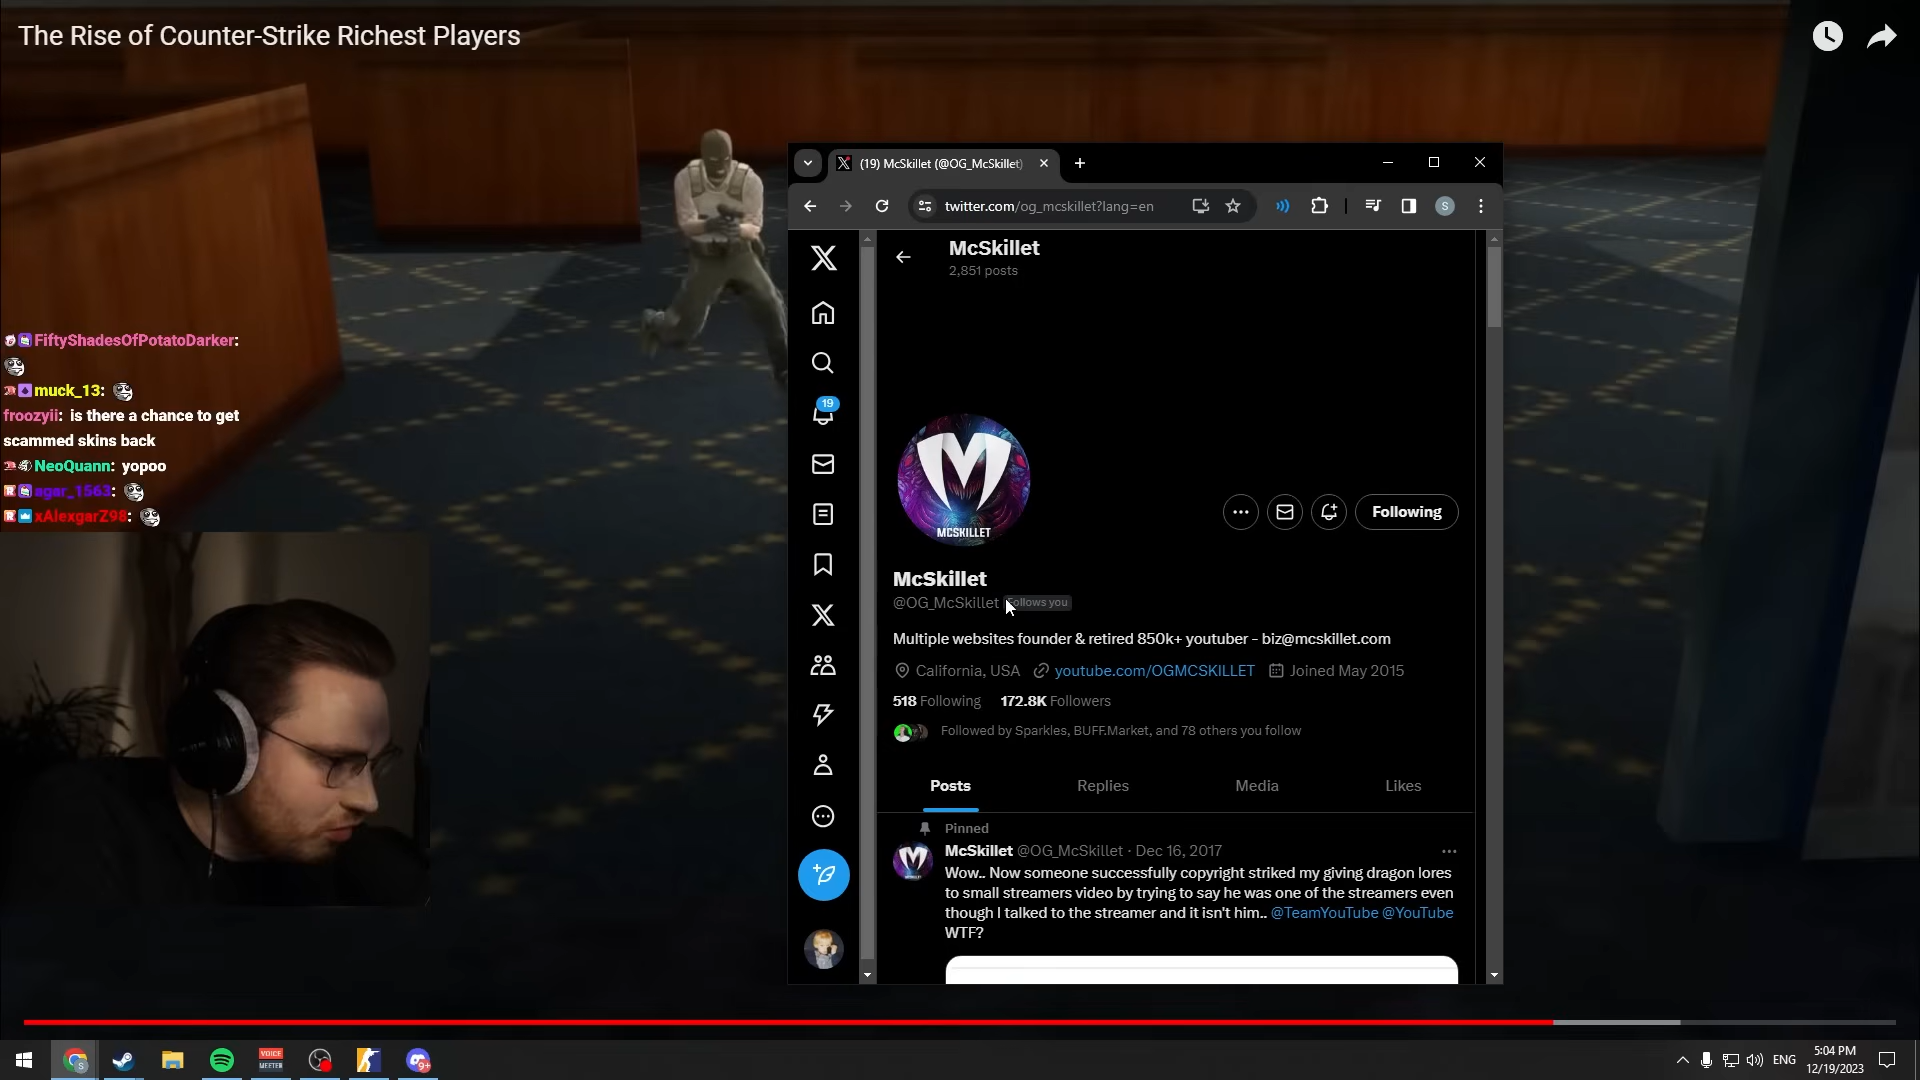 The Rise of Counter-Strike Richest Players
FiftyShadesOfPotatoDarker:
muck_13:
froozyii: is there a chance to get
scammed skins back
NeoQuann: yopoo
agar_1563:
xAlexgarZ98:
(19) McSkillet (@OG_McSkillet)
twitter.com/og_mcskillet?lang=en
S
McSkillet
2,851 posts
19
MCSKILLET
Following
McSkillet
@OG_McSkillet Follows you
Multiple websites founder & retired 850k+ youtuber - biz@mcskillet.com
California, USA youtube.com/OGMCSKILLET Joined May 2015
518 Following 172.8K Followers
Followed by Sparkles, BUFF.Market, and 78 others you follow
Posts Replies Media Likes
Pinned
McSkillet @OG_McSkillet · Dec 16, 2017
Wow.. Now someone successfully copyright striked my giving dragon lores
to small streamers video by trying to say he was one of the streamers even
though I talked to the streamer and it isn't him.. @TeamYouTube @YouTube
WTF?
VOICE
MEETER
9+
ENG
5:04 PM
12/19/2023